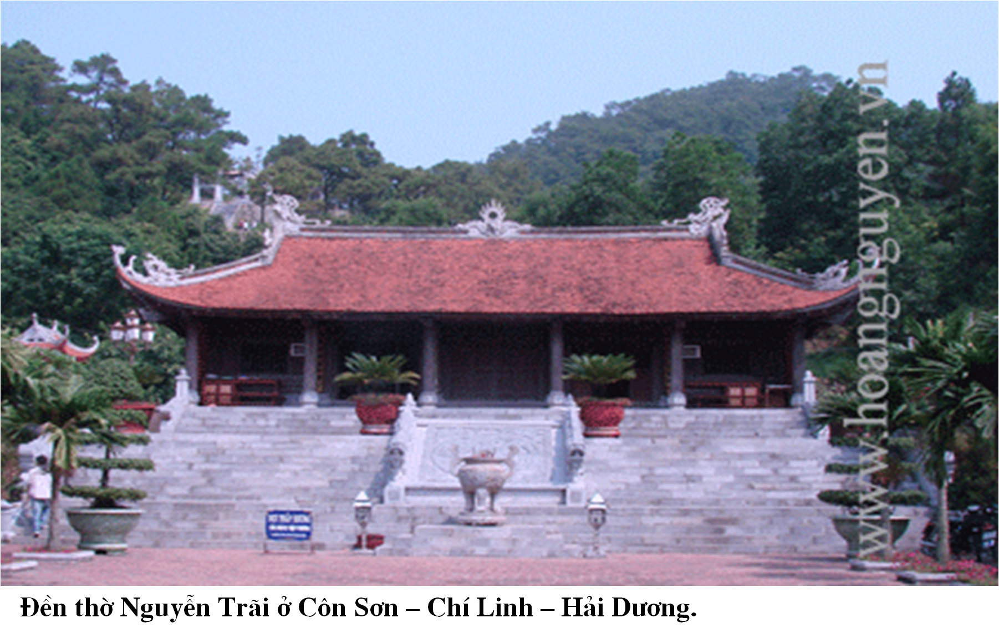 www.hoangnguyen.vn
Đền thờ Nguyễn Trãi ở Côn Sơn – Chí Linh – Hải Dương.